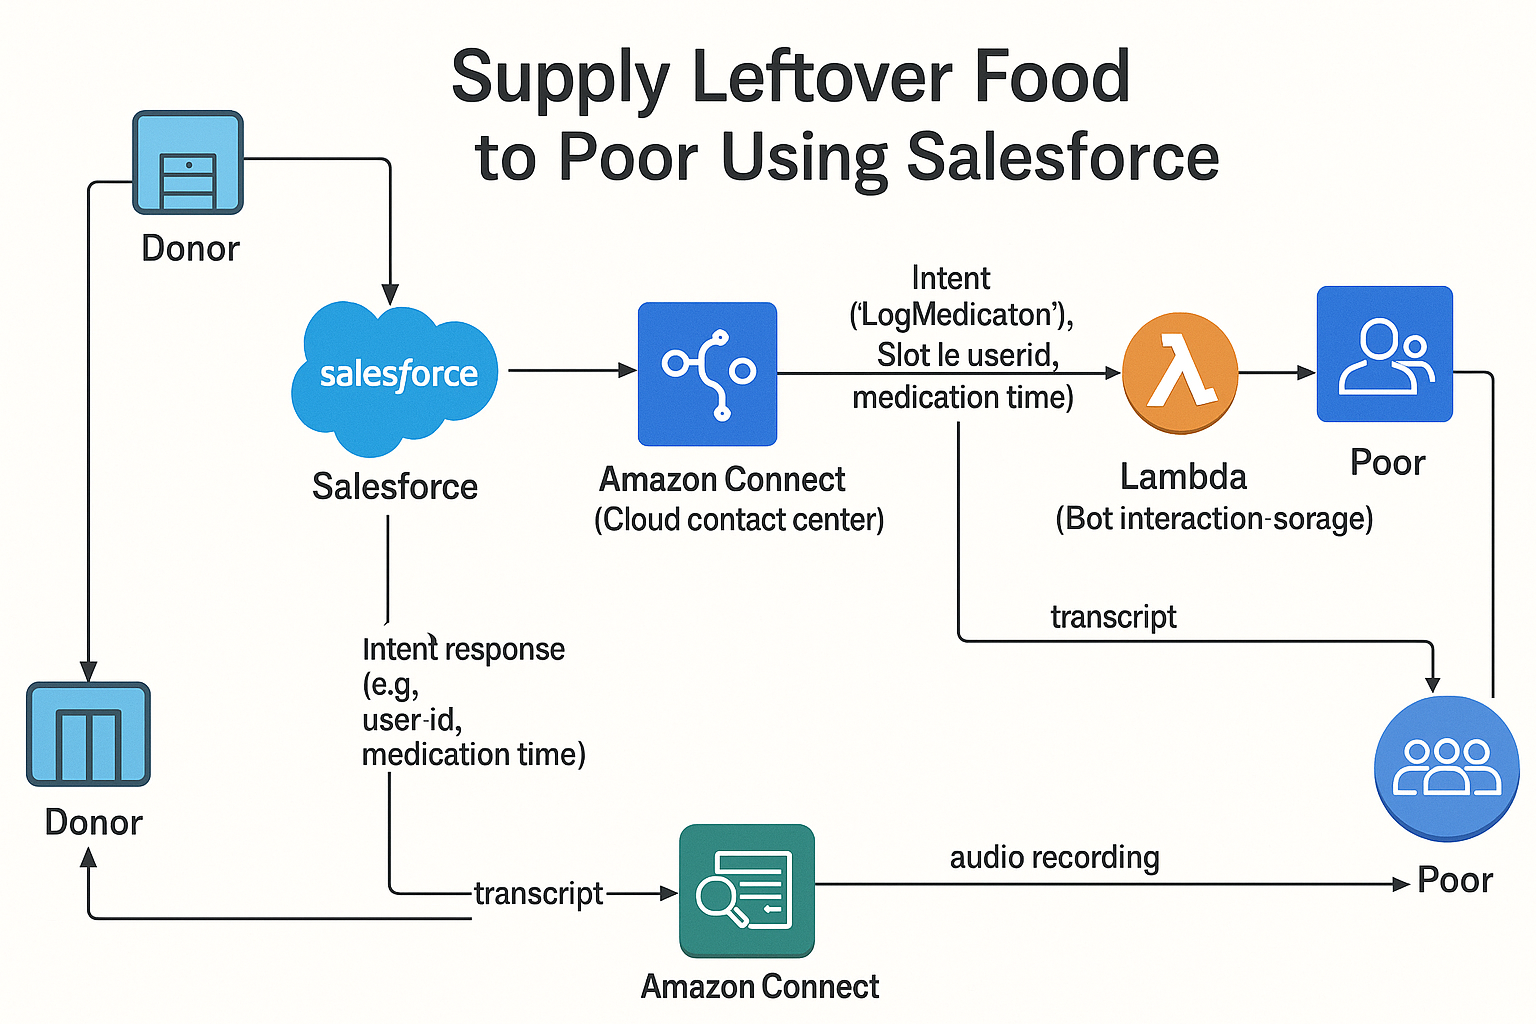 Supply Leftover Food
to Poor Using Salesforce
Donor
salesforce
Salesforce
Amazon Connect
(Cloud contact center)
Intent
(‘LogMedicaton’),
Slot le userid,
medication time)
Lambda
(Bot interaction-sorage)
Poor
Intent response
(e.g,
user-id,
medication time)
transcript
Donor
transcript
Amazon Connect
audio recording
Poor